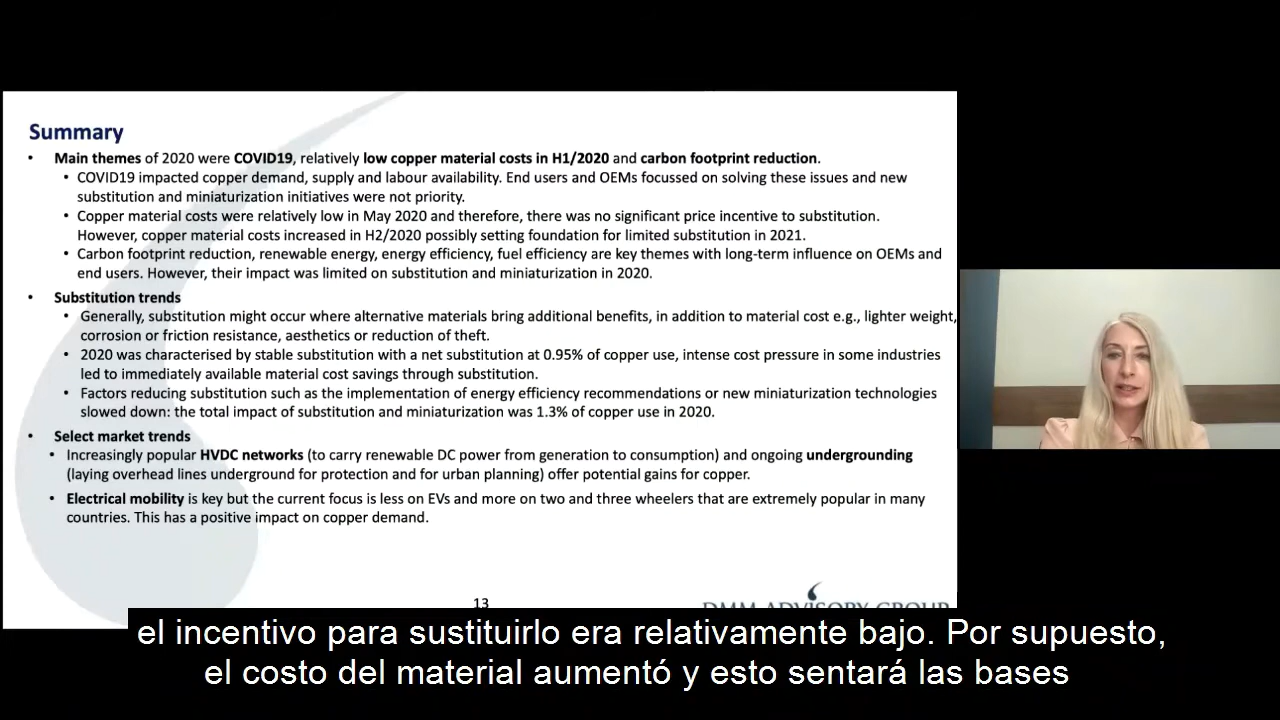 Summary
• Main themes of 2020 were COVID19, relatively low copper material costs in H1/2020 and carbon footprint reduction.
• COVID19 impacted copper demand, supply and labour availability. End users and OEMs focussed on solving these issues and new
substitution and miniaturization initiatives were not priority.
• Copper material costs were relatively low in May 2020 and therefore, there was no significant price incentive to substitution.
However, copper material costs increased in H2/2020 possibly setting foundation for limited substitution in 2021.
• Carbon footprint reduction, renewable energy, energy efficiency, fuel efficiency are key themes with long-term influence on OEMs and
end users. However, their impact was limited on substitution and miniaturization in 2020.
• Substitution trends
• Generally, substitution might occur where alternative materials bring additional benefits, in addition to material cost e.g., lighter weight,
corrosion or friction resistance, aesthetics or reduction of theft.
• 2020 was characterised by stable substitution with a net substitution at 0.95% of copper use, intense cost pressure in some industries
led to immediately available material cost savings through substitution.
• Factors reducing substitution such as the implementation of energy efficiency recommendations or new miniaturization technologies
slowed down: the total impact of substitution and miniaturization was 1.3% of copper use in 2020.
• Select market trends
• Increasingly popular HVDC networks (to carry renewable DC power from generation to consumption) and ongoing undergrounding
(laying overhead lines underground for protection and for urban planning) offer potential gains for copper.
• Electrical mobility is key but the current focus is less on EVs and more on two and three wheelers that are extremely popular in many
countries. This has a positive impact on copper demand.
13
DMM ADVISORY GROUP
el incentivo para sustituirlo era relativamente bajo. Por supuesto,
el costo del material aumentó y esto sentará las bases